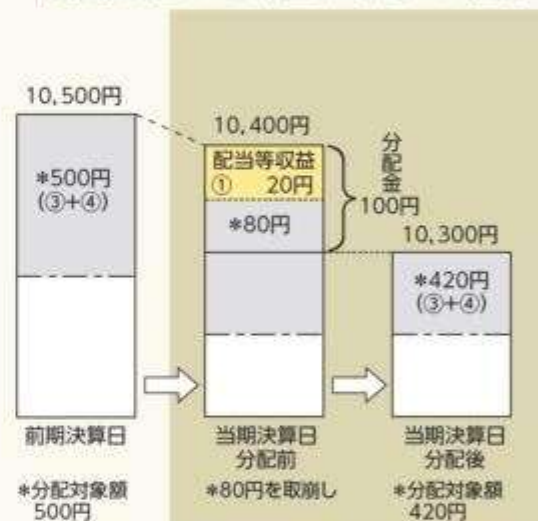 10,500円
*500円
(③+④)
前期決算日
*分配対象額
500円
10,400円
配当等収益
① 20円
*80円
分配金
100円
当期決算日
分配前
*80円を取崩し
10,300円
*420円
(③+④)
当期決算日
分配後
*分配対象額
420円